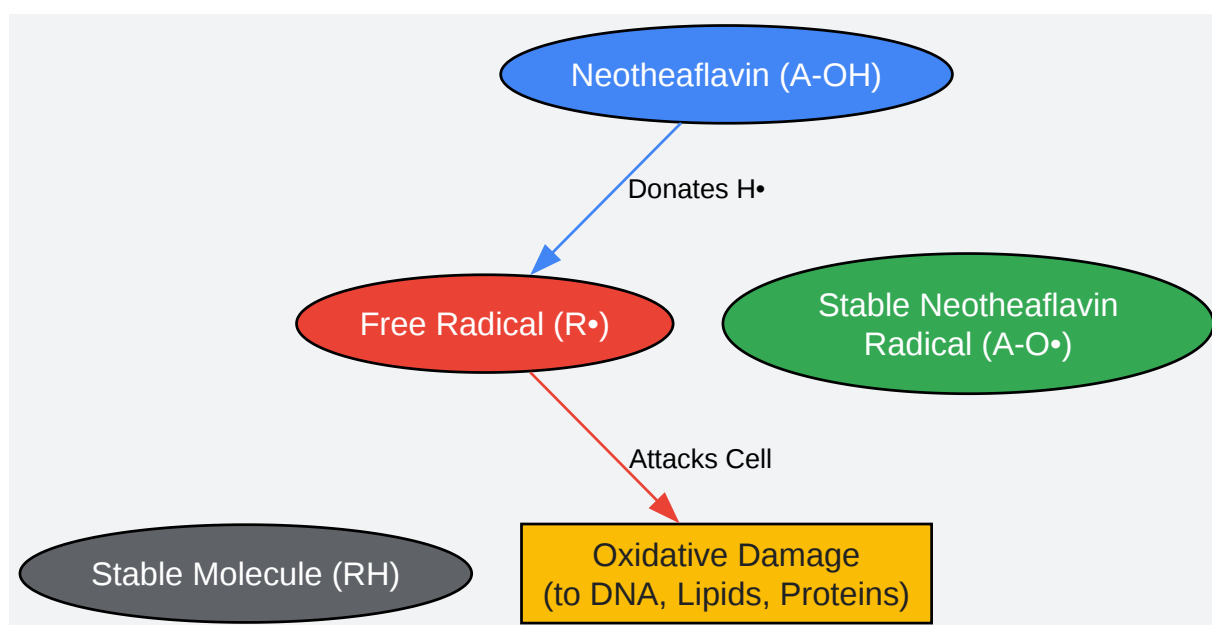 Neotheaflavin (A-OH)
Donates H•
Free Radical (R•)
Stable Neotheaflavin
Radical (A-O•)
Attacks Cell
Stable Molecule (RH)
Oxidative Damage
(to DNA, Lipids, Proteins)